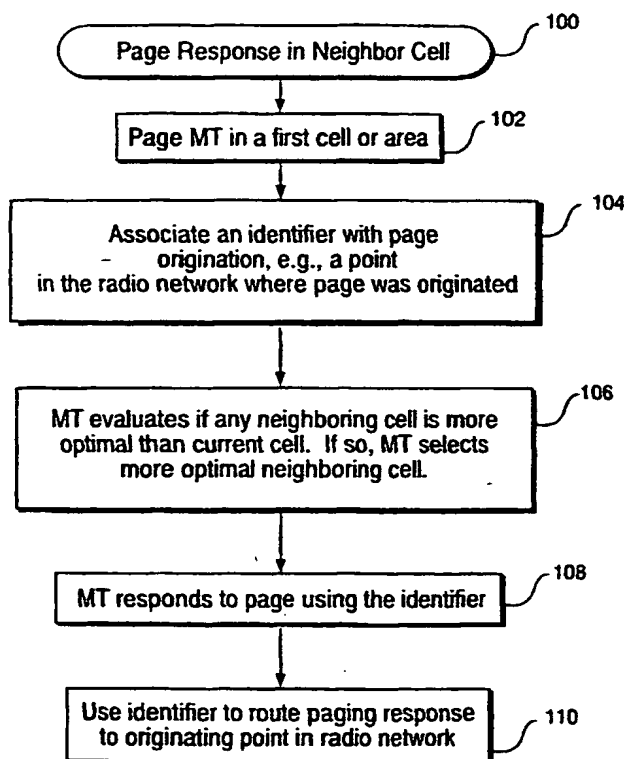 Page Response in Neighbor Cell
100
Page MT in a first cell or area
102
Associate an identifier with page
origination, e.g., a point
in the radio network where page was originated
104
MT evaluates if any neighboring cell is more
optimal than current cell. If so, MT selects
more optimal neighboring cell.
106
MT responds to page using the identifier
108
Use identifier to route paging response
to originating point in radio network
110